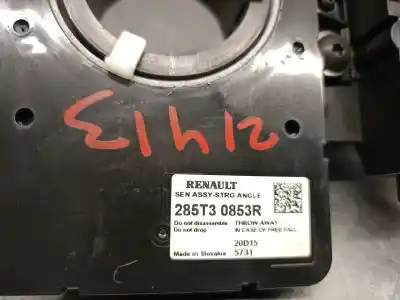 21413
RENAULT
SEN ASSY-STRG ANGLE
285T3 0853R
Do not disassemble THROW AWAY
Do not drop IN CASE OF FREE FALL
20D15
Made in Slovakia 5731